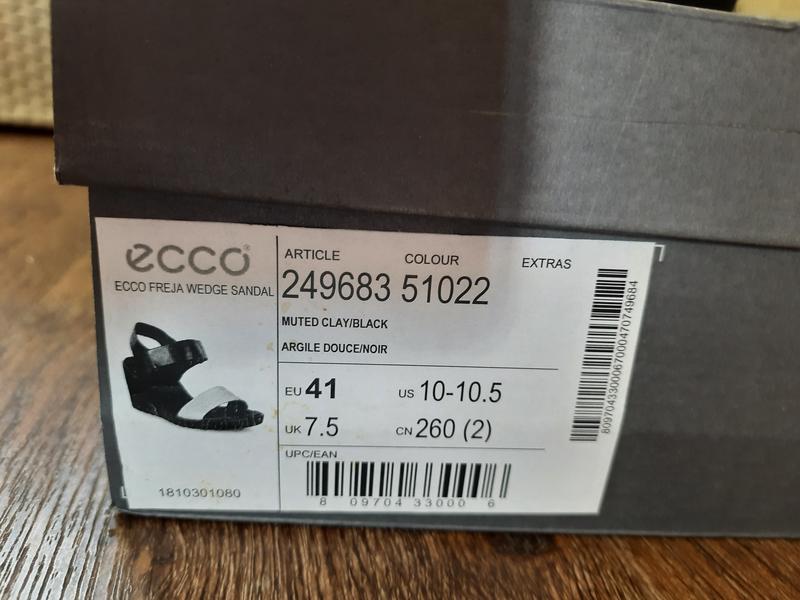 ecco®
ECCO FREJA WEDGE SANDAL
1810301080
ARTICLE COLOUR EXTRAS
249683 51022
MUTED CLAY/BLACK
ARGILE DOUCE/NOIR
EU 41 US 10-10.5
UK 7.5 CN 260 (2)
UPC/EAN
8 09704 33000 6
8097043300067000470749684